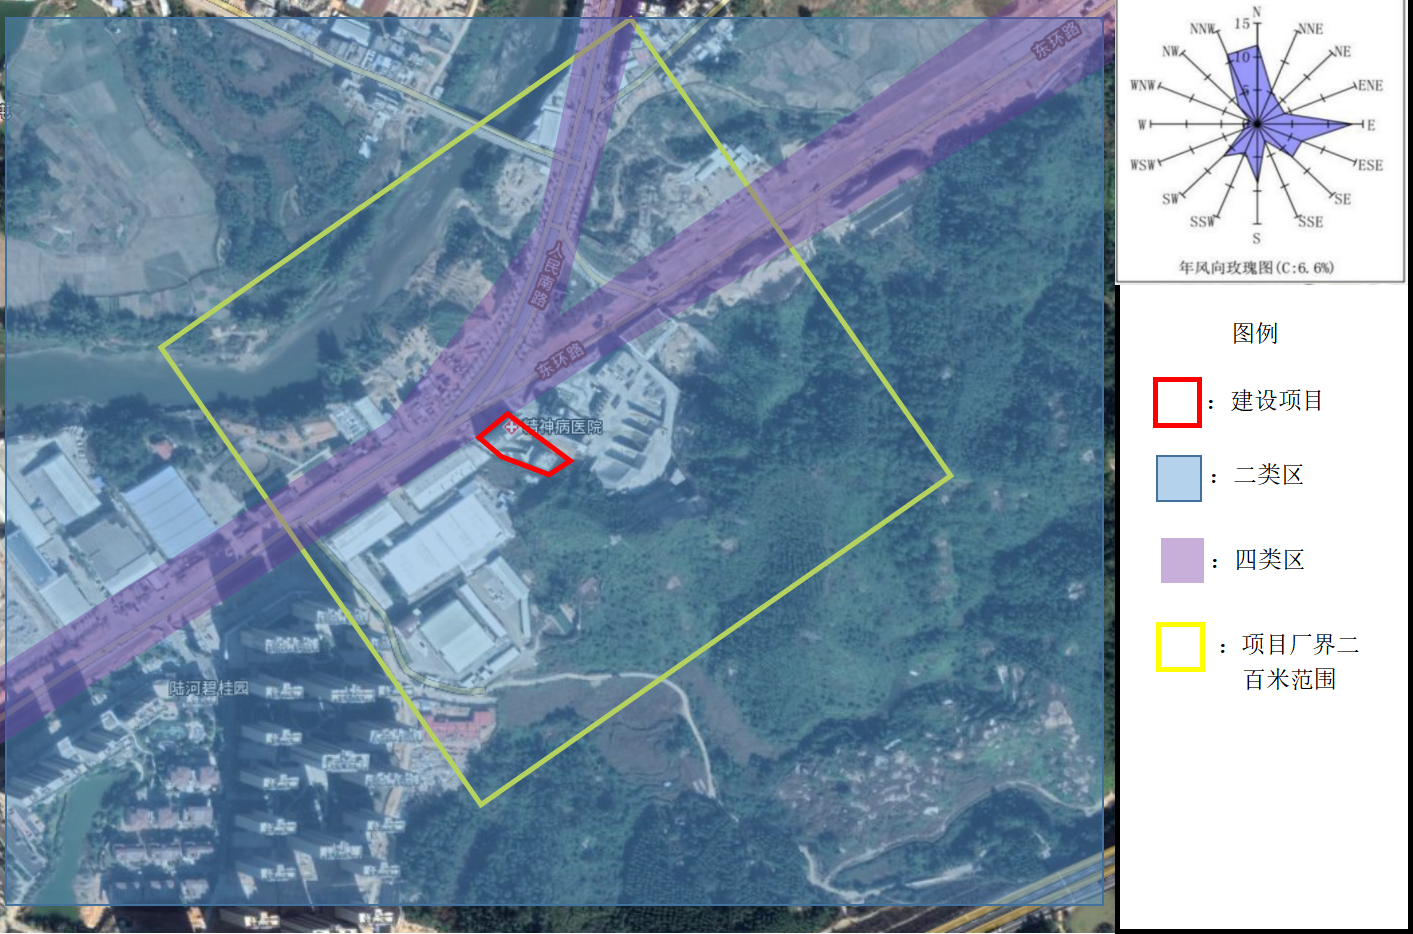 东环路
人民南路
东环路
精神病医院
陆河碧桂园
N
NNE
NE
ENE
E
ESE
SE
SSE
S
SSW
SW
WSW
W
WNW
NW
NNW
15
10
5
年风向玫瑰图(C:6.6%)
图例
：建设项目
：二类区
：四类区
：项目厂界二
百米范围